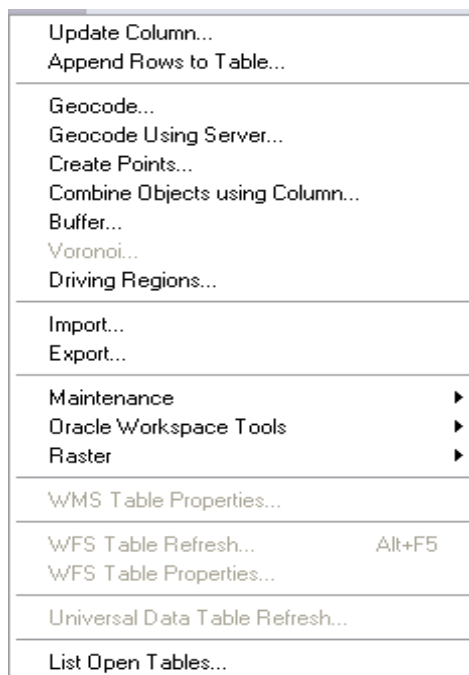 Update Column...
Append Rows to Table...
Geocode...
Geocode Using Server...
Create Points...
Combine Objects using Column...
Buffer...
Voronoi...
Driving Regions...
Import...
Export...
Maintenance
Oracle Workspace Tools
Raster
WMS Table Properties...
WFS Table Refresh... Alt+F5
WFS Table Properties...
Universal Data Table Refresh...
List Open Tables...